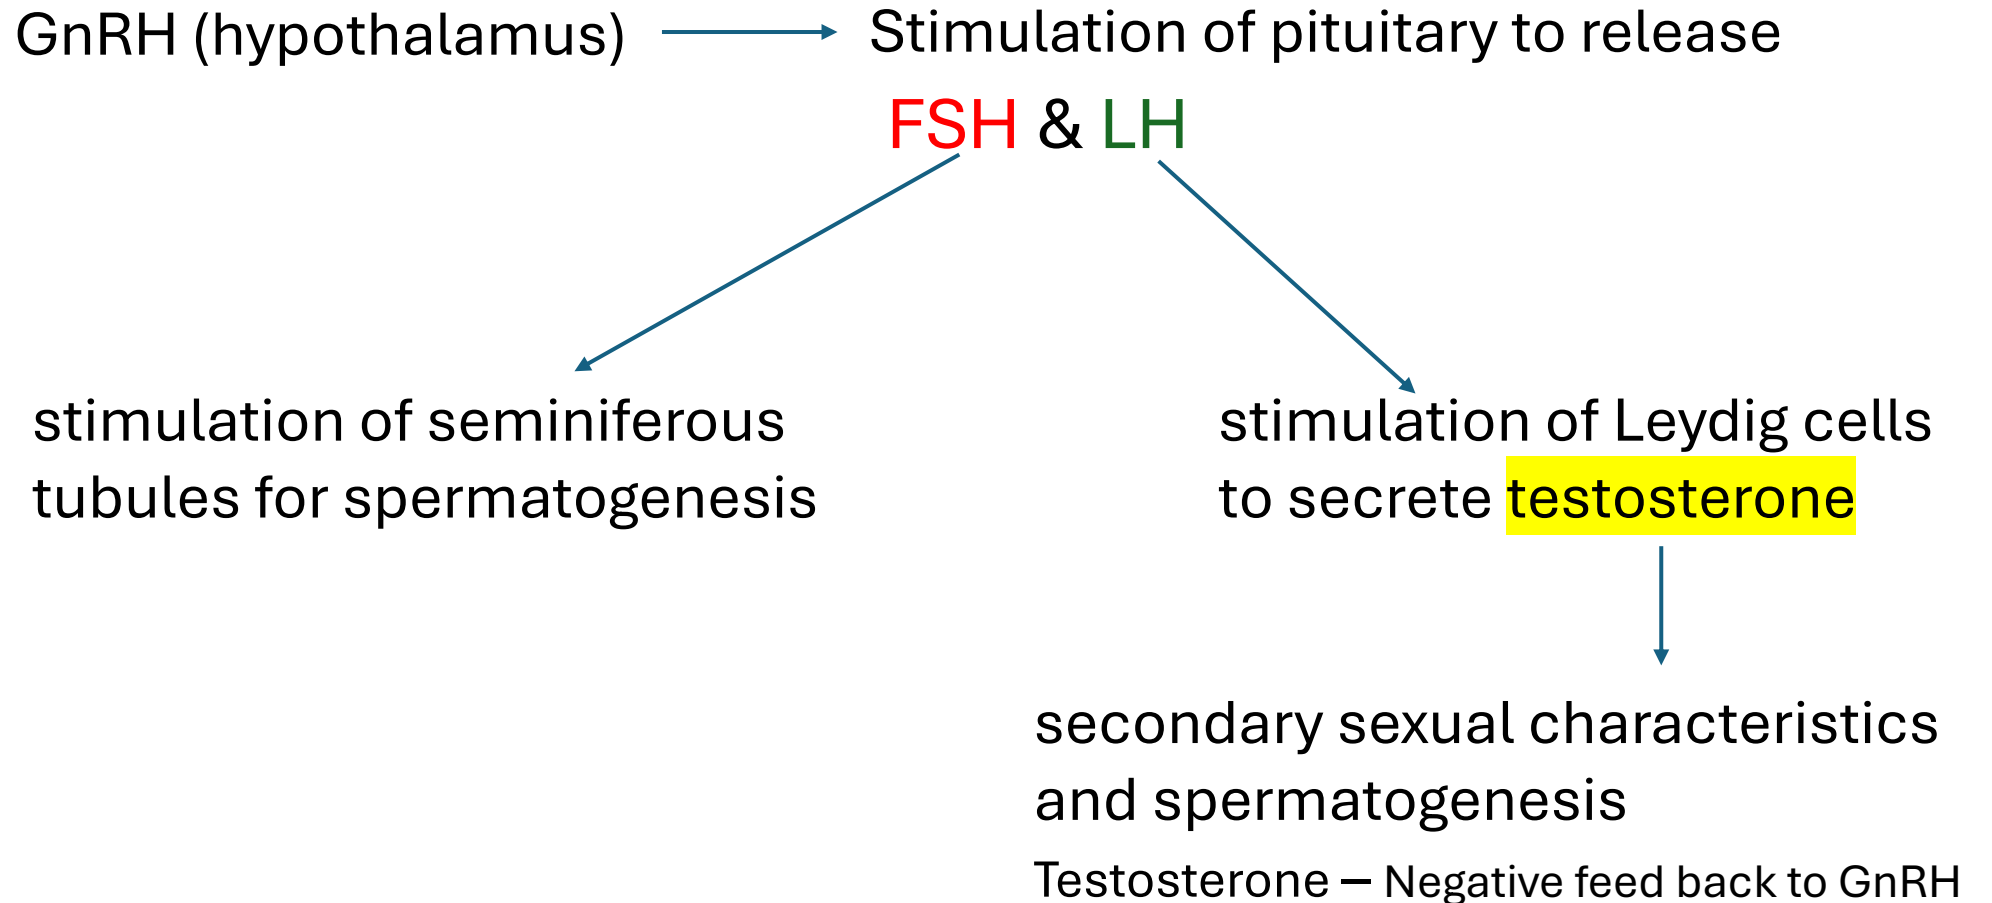 GnRH (hypothalamus)
Stimulation of pituitary to release
FSH & LH
stimulation of seminiferous
tubules for spermatogenesis
stimulation of Leydig cells
to secrete testosterone
secondary sexual characteristics
and spermatogenesis
Testosterone – Negative feed back to GnRH